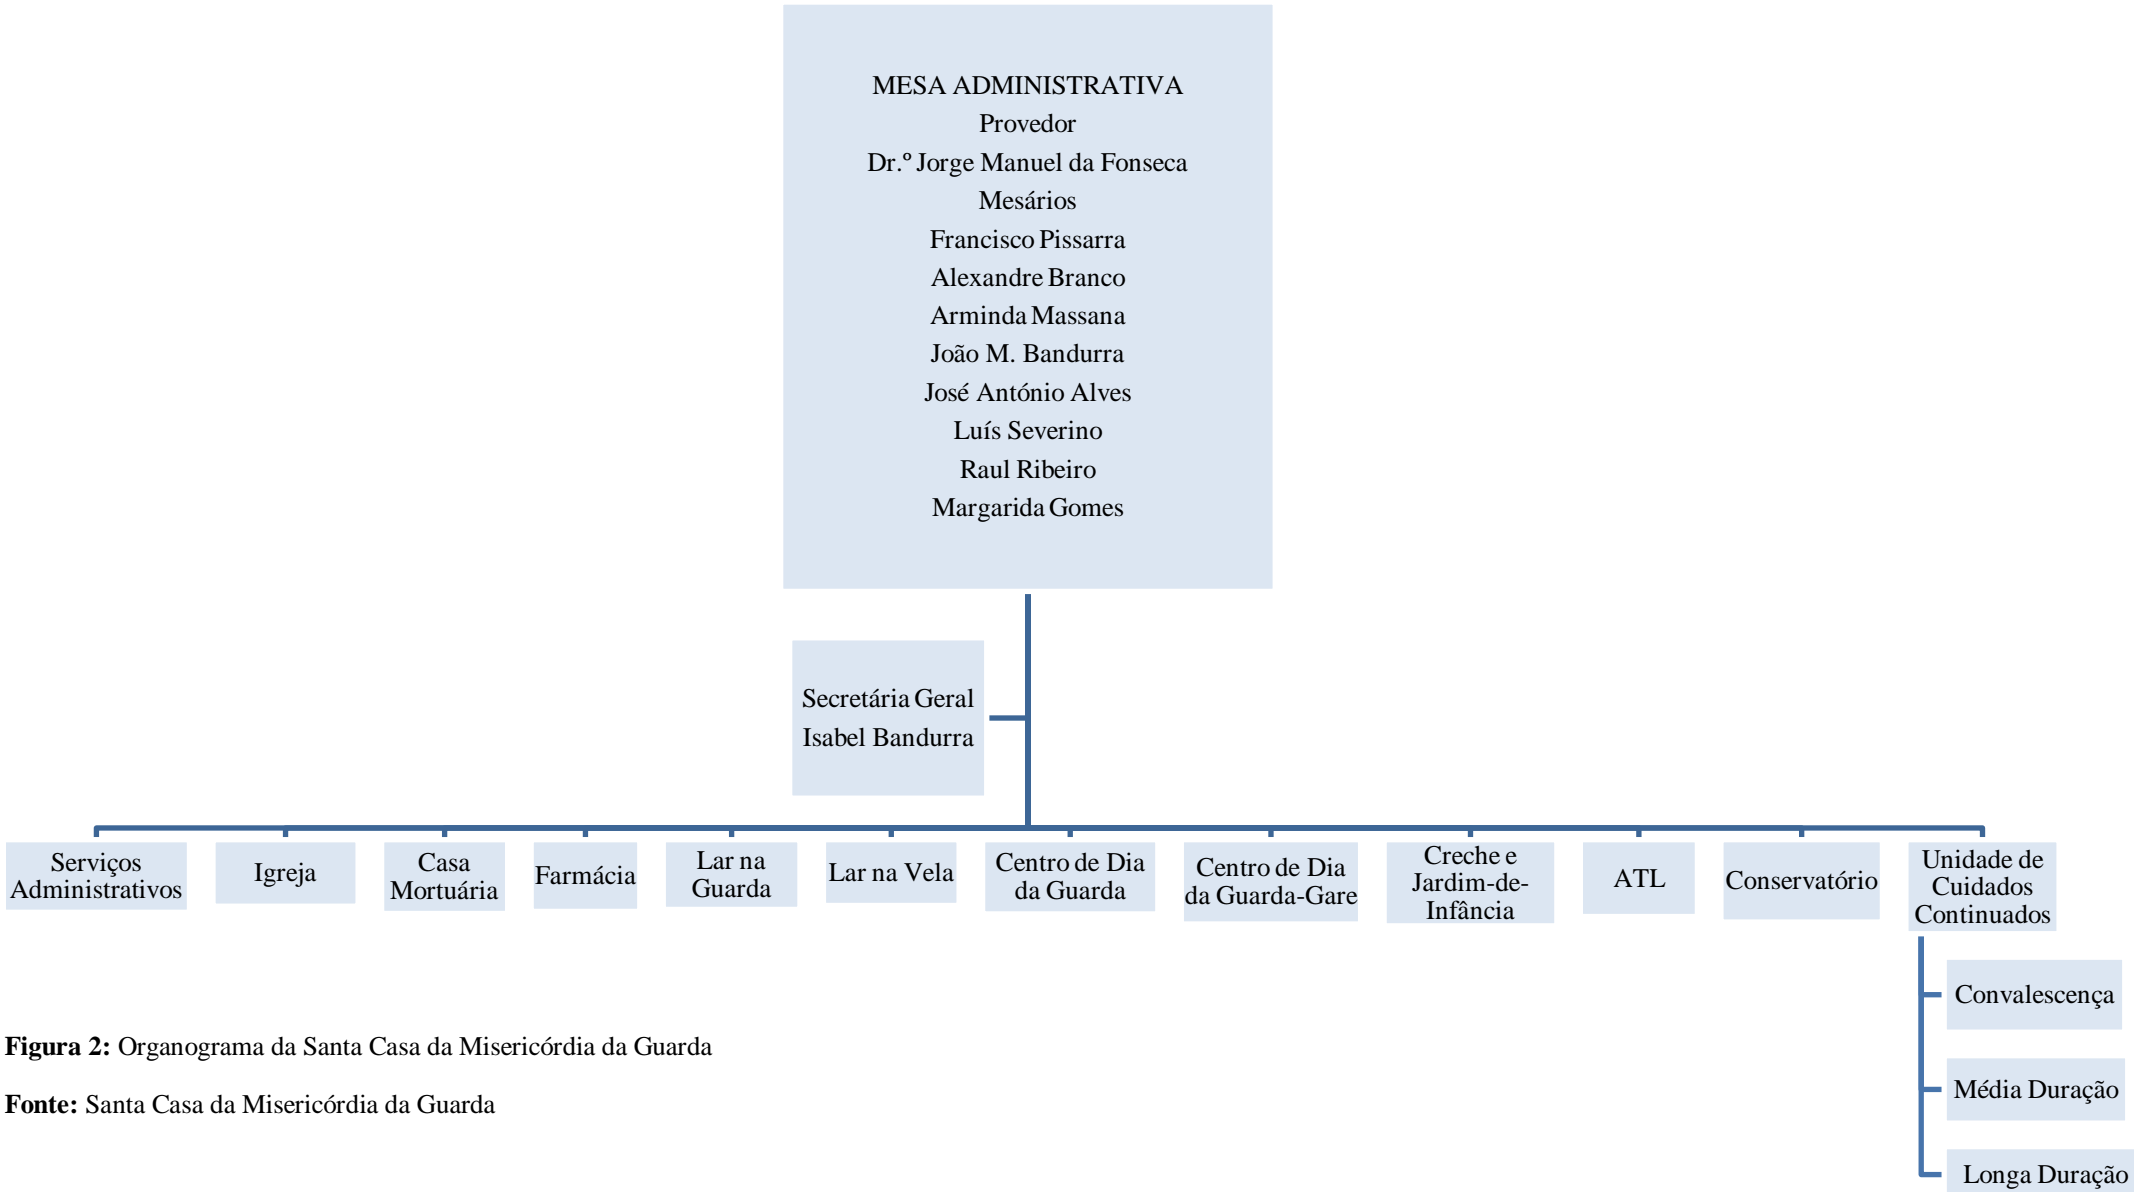 MESA ADMINISTRATIVA
Provedor
Dr.º Jorge Manuel da Fonseca
Mesários
Francisco Pissarra
Alexandre Branco
Arminda Massana
João M. Bandurra
José António Alves
Luís Severino
Raul Ribeiro
Margarida Gomes
Secretária Geral
Isabel Bandurra
Serviços
Administrativos
Igreja
Casa
Mortuária
Farmácia
Lar na
Guarda
Lar na Vela
Centro de Dia
da Guarda
Centro de Dia
da Guarda-Gare
Creche e
Jardim-de-
Infância
ATL
Conservatório
Unidade de
Cuidados
Continuados
Convalescença
Média Duração
Longa Duração
Figura 2: Organograma da Santa Casa da Misericórdia da Guarda
Fonte: Santa Casa da Misericórdia da Guarda